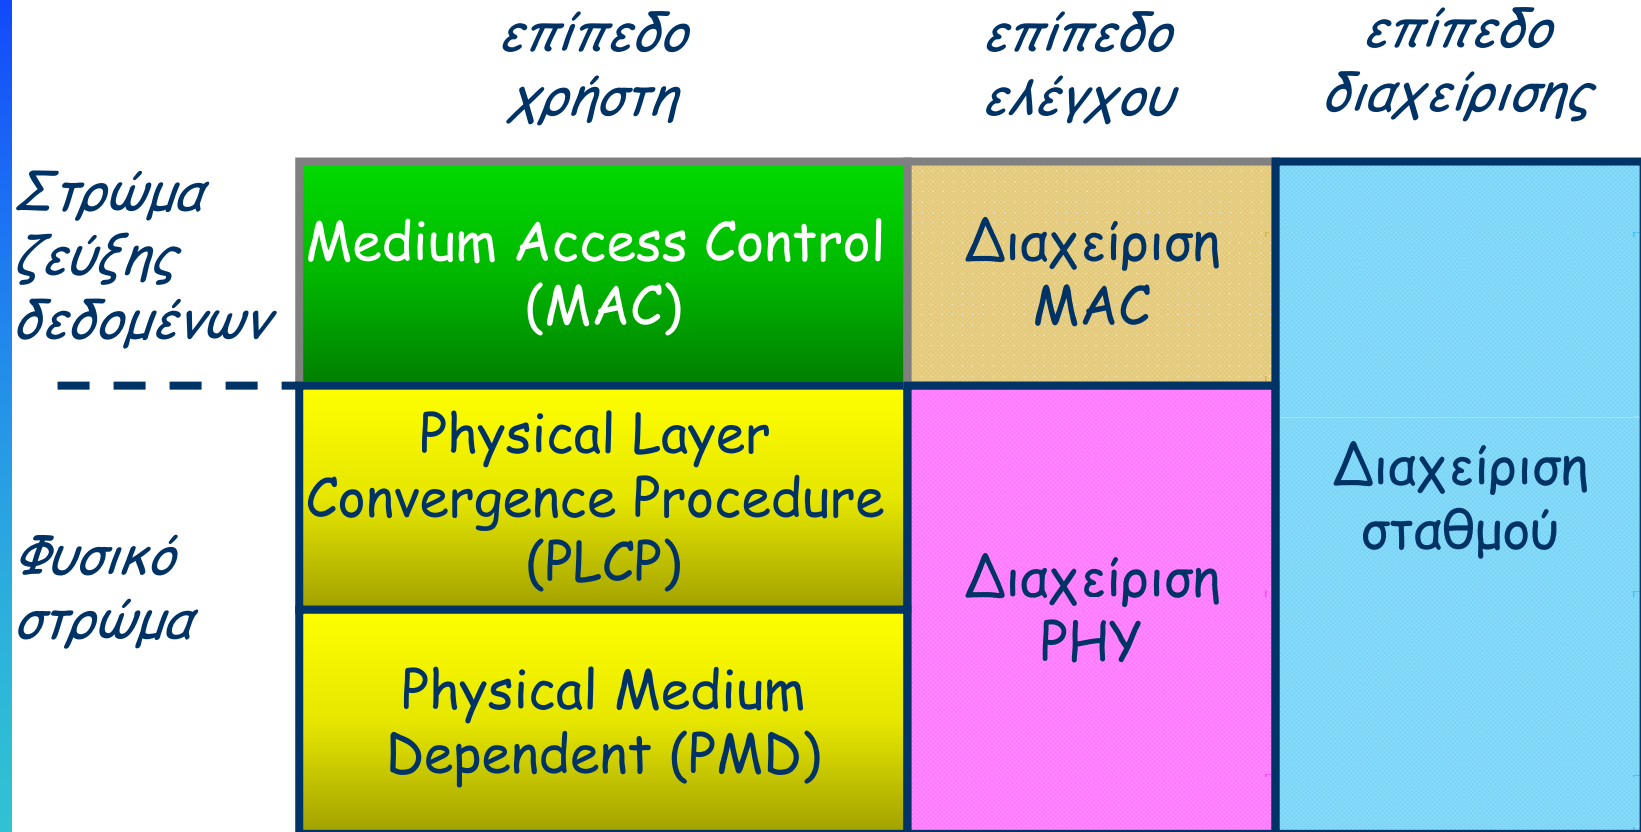 επίπεδο
χρήστη
επίπεδο
ελέγχου
επίπεδο
διαχείρισης
Στρώμα
ζεύξης
δεδομένων
Medium Access Control
(MAC)
Διαχείριση
MAC
Physical Layer
Convergence Procedure
(PLCP)
Διαχείριση
σταθμού
Φυσικό
στρώμα
Διαχείριση
PHY
Physical Medium
Dependent (PMD)